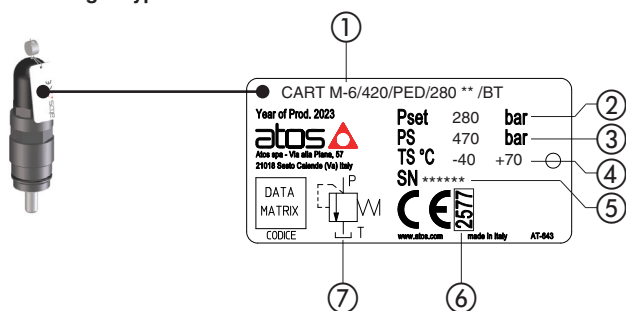 ①
CART M-6/420/PED/280 ** /BT
Year of Prod. 2023
Pset 280 bar ②
atos
PS 470 bar ③
Atos spa - Via alla Piana, 57
21018 Sesto Calende (Va) Italy
TS °C -40 +70 ④
SN ****** ⑤
DATA
MATRIX
CODICE
P
T
CE 2577
www.atos.com made in Italy AT-643
⑦ ⑥